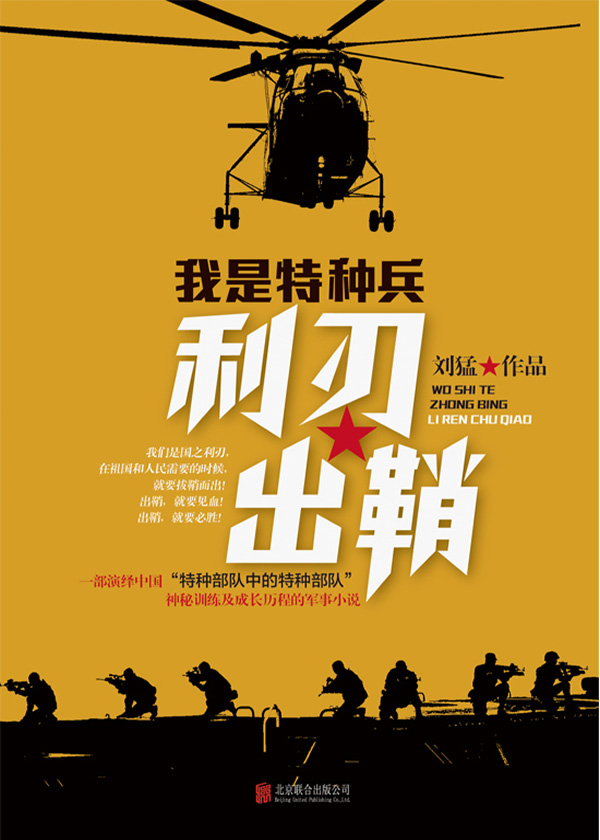 我是特种兵
利刃
出鞘
刘猛★作品
WO SHI TE
ZHONG BING
LI REN CHU QIAO
我们是国之利刃，
在祖国和人民需要的时候，
就要拔鞘而出！
出鞘，就要见血！
出鞘，就要必胜！
一部演绎中国“特种部队中的特种部队”
神秘训练及成长历程的军事小说
北京联合出版公司
Beijing United Publishing Co.,Ltd.